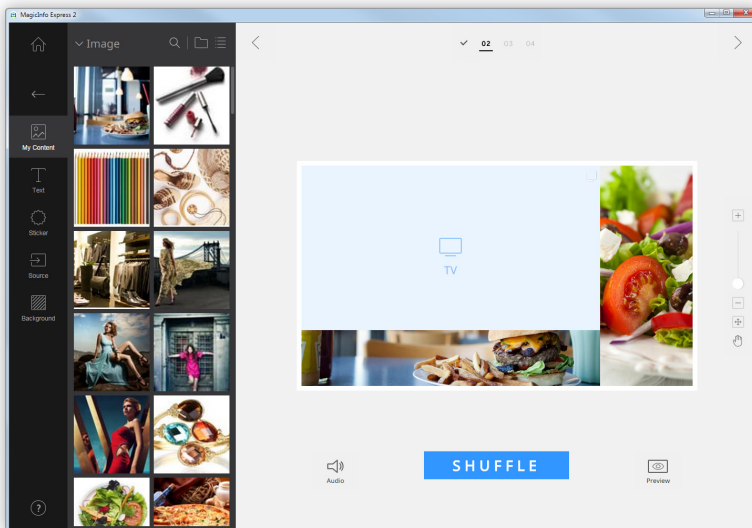 MagicInfo Express 2
Image
02 03 04
My Content
Text
Sticker
Source
Background
TV
Audio
SHUFFLE
Preview
?